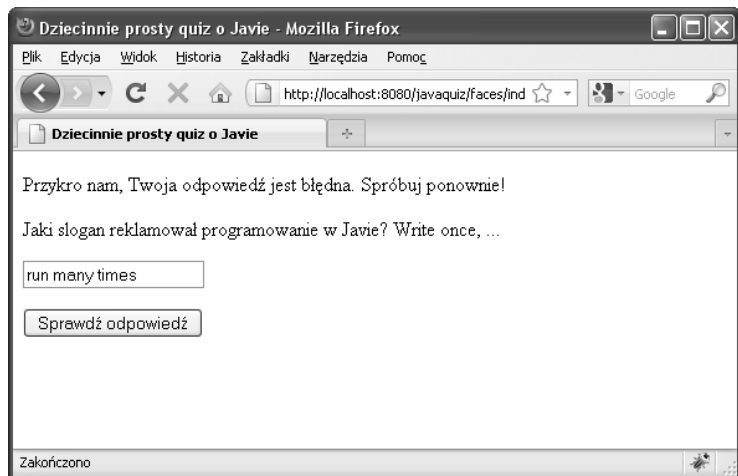 Dziecinnie prosty quiz o Javie - Mozilla Firefox
Plik Edycja Widok Historia Zakładki Narzędzia Pomoc
http://localhost:8080/javaquiz/faces/ind Google
Dziecinnie prosty quiz o Javie
Przykro nam, Twoja odpowiedź jest błędna. Spróbuj ponownie!
Jaki slogan reklamował programowanie w Javie? Write once, ...
run many times
Sprawdź odpowiedź
Zakończono